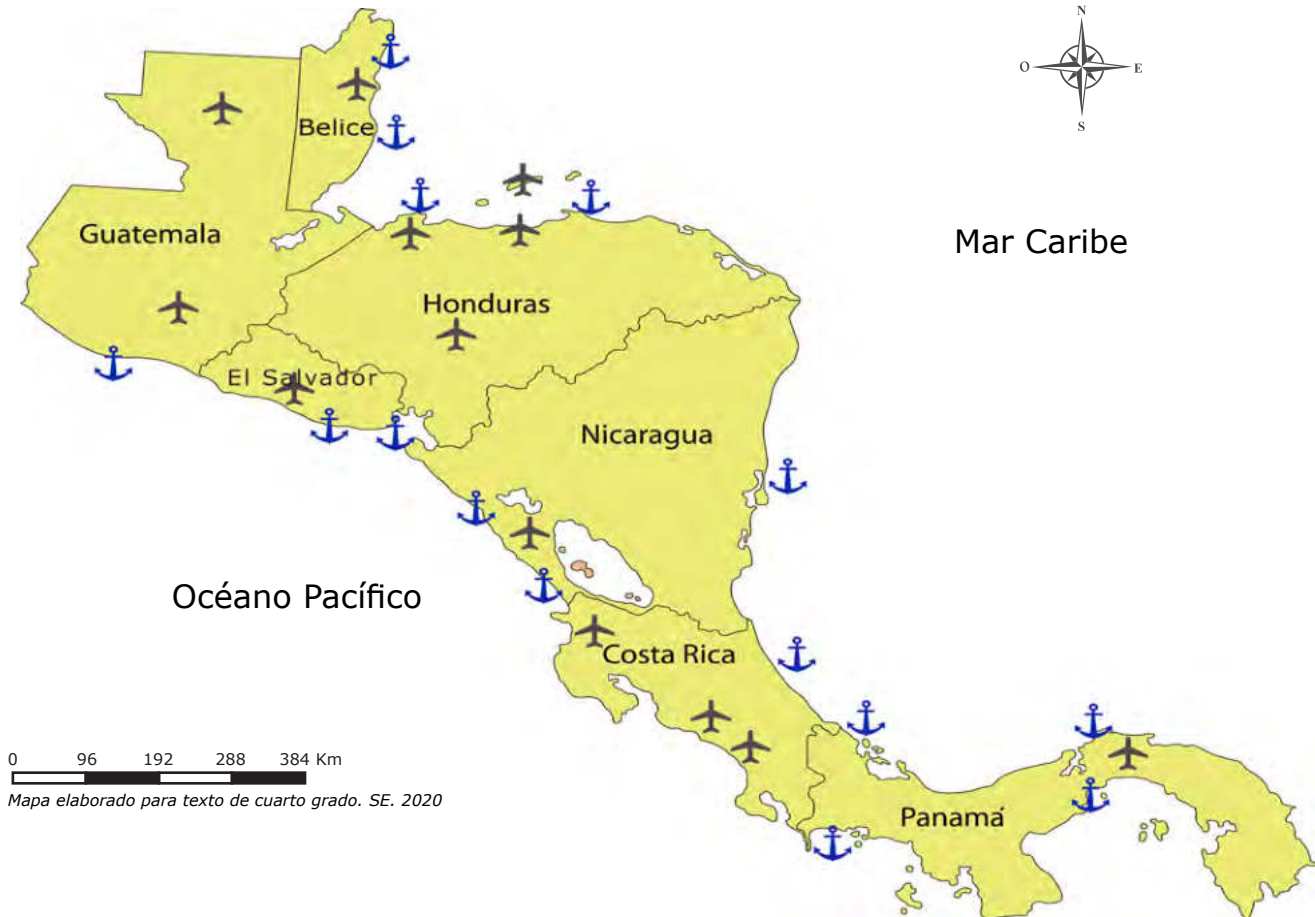 N
O
E
S
Belice
Guatemala
Mar Caribe
Honduras
El Salvador
Nicaragua
Océano Pacífico
Costa Rica
0 96 192 288 384 Km
Mapa elaborado para texto de cuarto grado. SE. 2020
Panamá